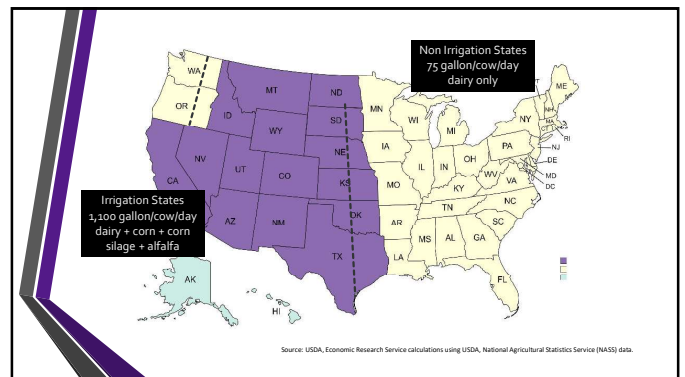 Non Irrigation States
75 gallon/cow/day
dairy only
WA
OR
MT
ND
ID
WY
SD
NE
NV
UT
CO
KS
CA
AZ
NM
OK
TX
MN
WI
MI
IA
IL
IN
OH
MO
KY
WV
VA
PA
NY
ME
NH
MA
CT
RI
NJ
DE
MD
DC
NC
TN
SC
AR
MS
AL
GA
LA
FL
Irrigation States
1,100 gallon/cow/day
dairy + corn + corn
silage + alfalfa
AK
HI
Source: USDA, Economic Research Service calculations using USDA, National Agricultural Statistics Service (NASS) data.